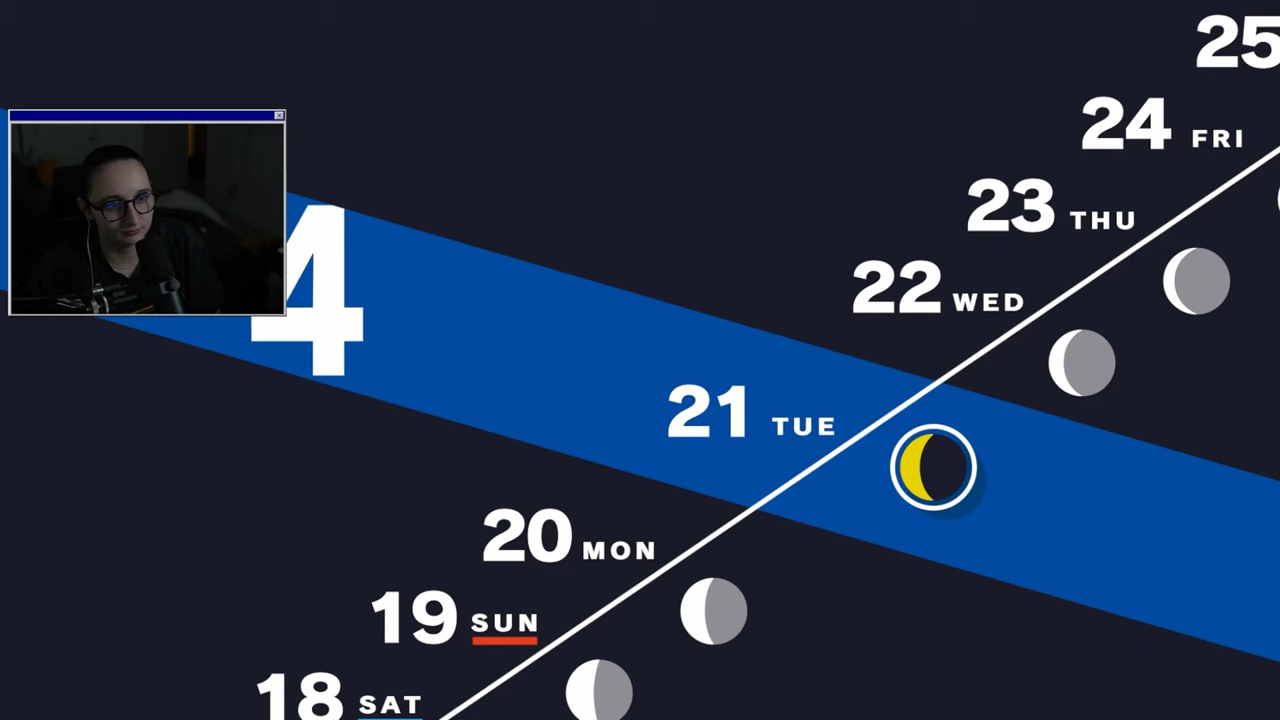 25
24 FRI
23 THU
22 WED
4
21 TUE
20 MON
19 SUN
18 SAT